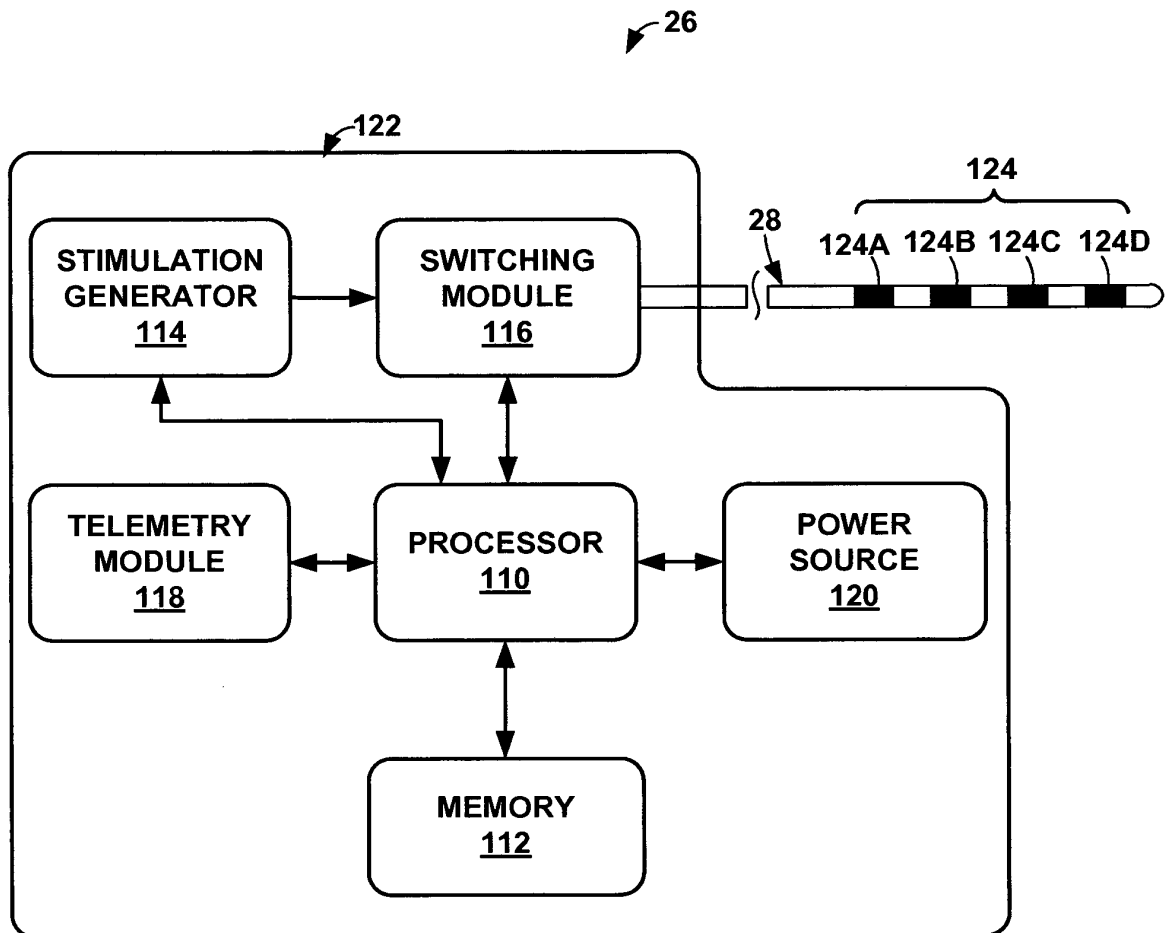 26
122
124
28
124A 124B 124C 124D
STIMULATION
GENERATOR
114
SWITCHING
MODULE
116
TELEMETRY
MODULE
118
PROCESSOR
110
POWER
SOURCE
120
MEMORY
112